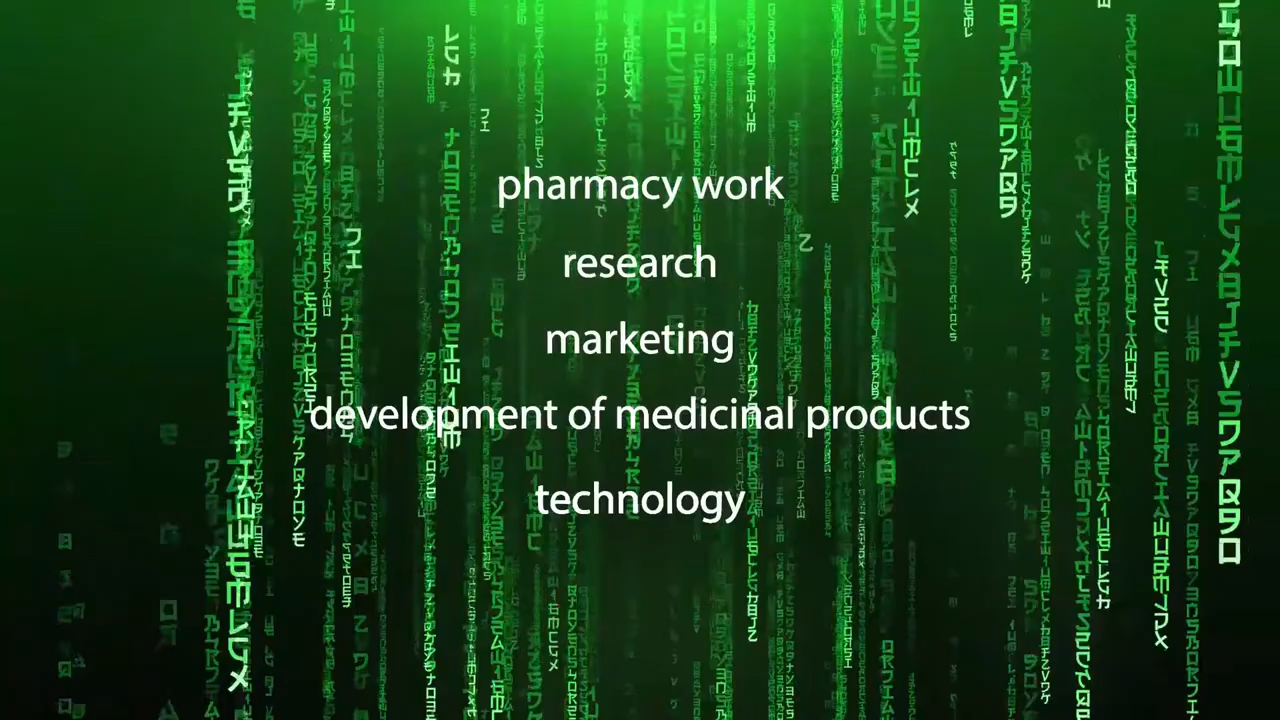 pharmacy work
research
marketing
development of medicinal products
technology